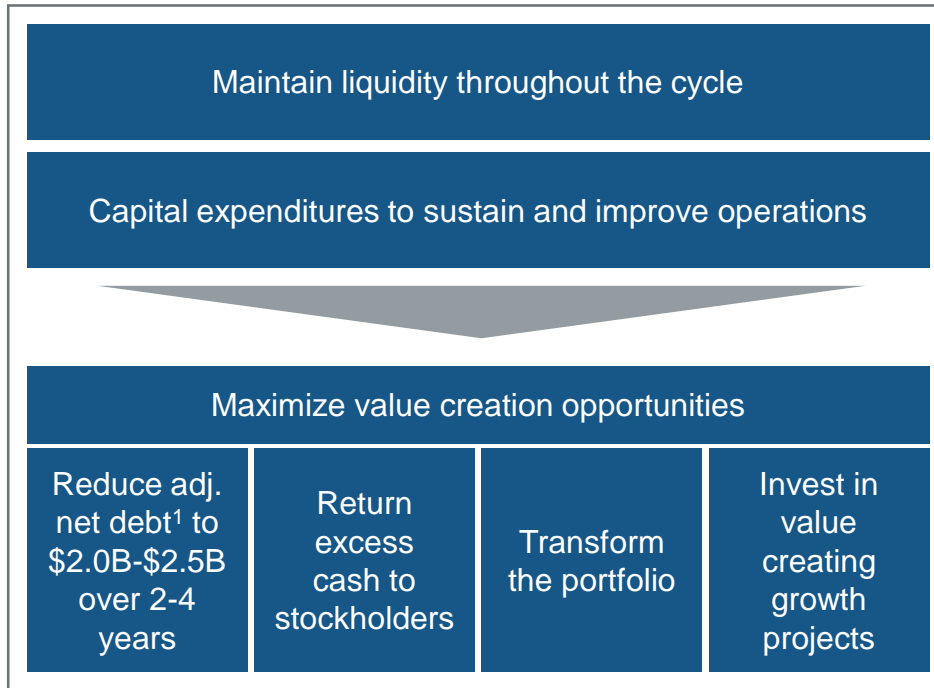 Maintain liquidity throughout the cycle
Capital expenditures to sustain and improve operations
Maximize value creation opportunities
Reduce adj.
net debt¹ to
$2.0B-$2.5B
over 2-4
years
Return
excess
cash to
stockholders
Transform
the portfolio
Invest in
value
creating
growth
projects